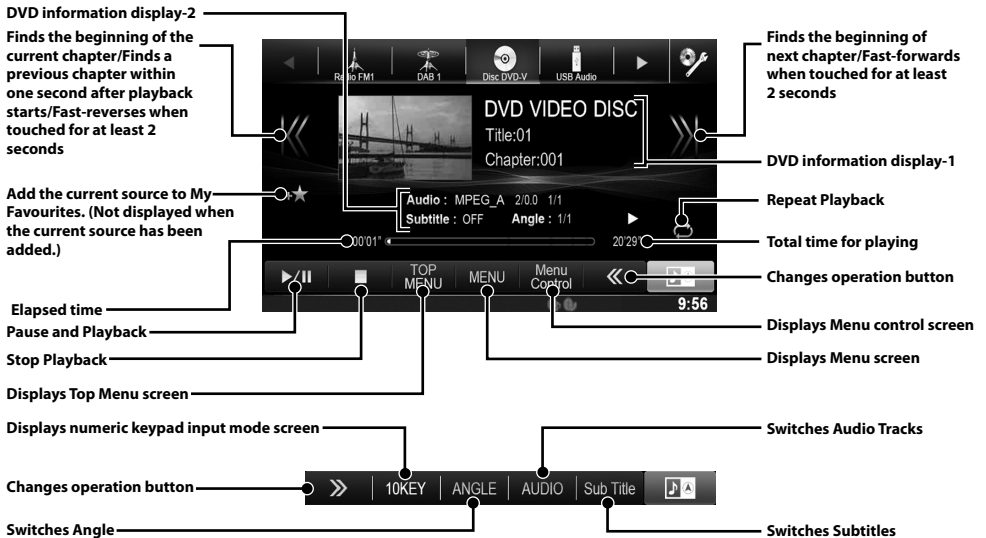 DVD information display-2
Finds the beginning of the
current chapter/Finds a
previous chapter within
one second after playback
starts/Fast-reverses when
touched for at least 2
seconds
Add the current source to My
Favourites. (Not displayed when
the current source has been
added.)
Elapsed time
Pause and Playback
Stop Playback
Displays Top Menu screen
Radio FM1
DAB 1
Disc DVD-V
USB Audio
DVD VIDEO DISC
Title:01
Chapter:001
Audio : MPEG_A 2/0.0 1/1
Subtitle : OFF Angle : 1/1
00'01"
20'29"
TOP
MENU
MENU
Menu
Control
9:56
Finds the beginning of
next chapter/Fast-forwards
when touched for at least
2 seconds
DVD information display-1
Repeat Playback
Total time for playing
Changes operation button
Displays Menu control screen
Displays Menu screen
Displays numeric keypad input mode screen
Changes operation button
Switches Angle
10KEY
ANGLE
AUDIO
Sub Title
Switches Audio Tracks
Switches Subtitles